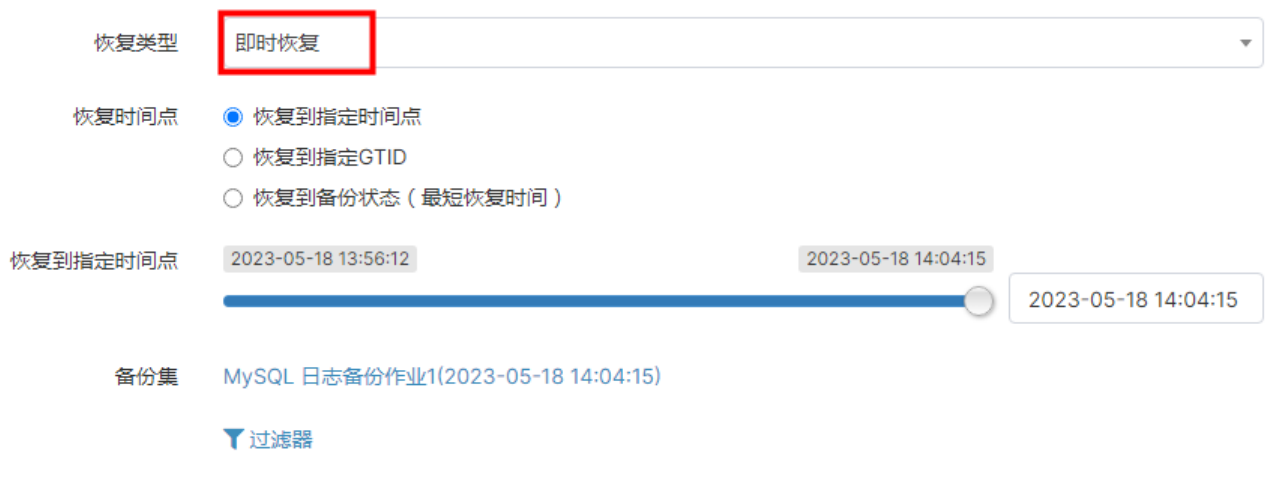 恢复类型 即时恢复
恢复时间点 恢复到指定时间点
恢复到指定GTID
恢复到备份状态（最短恢复时间）
恢复到指定时间点 2023-05-18 13:56:12 2023-05-18 14:04:15
2023-05-18 14:04:15
备份集 MySQL 日志备份作业1(2023-05-18 14:04:15)
过滤器